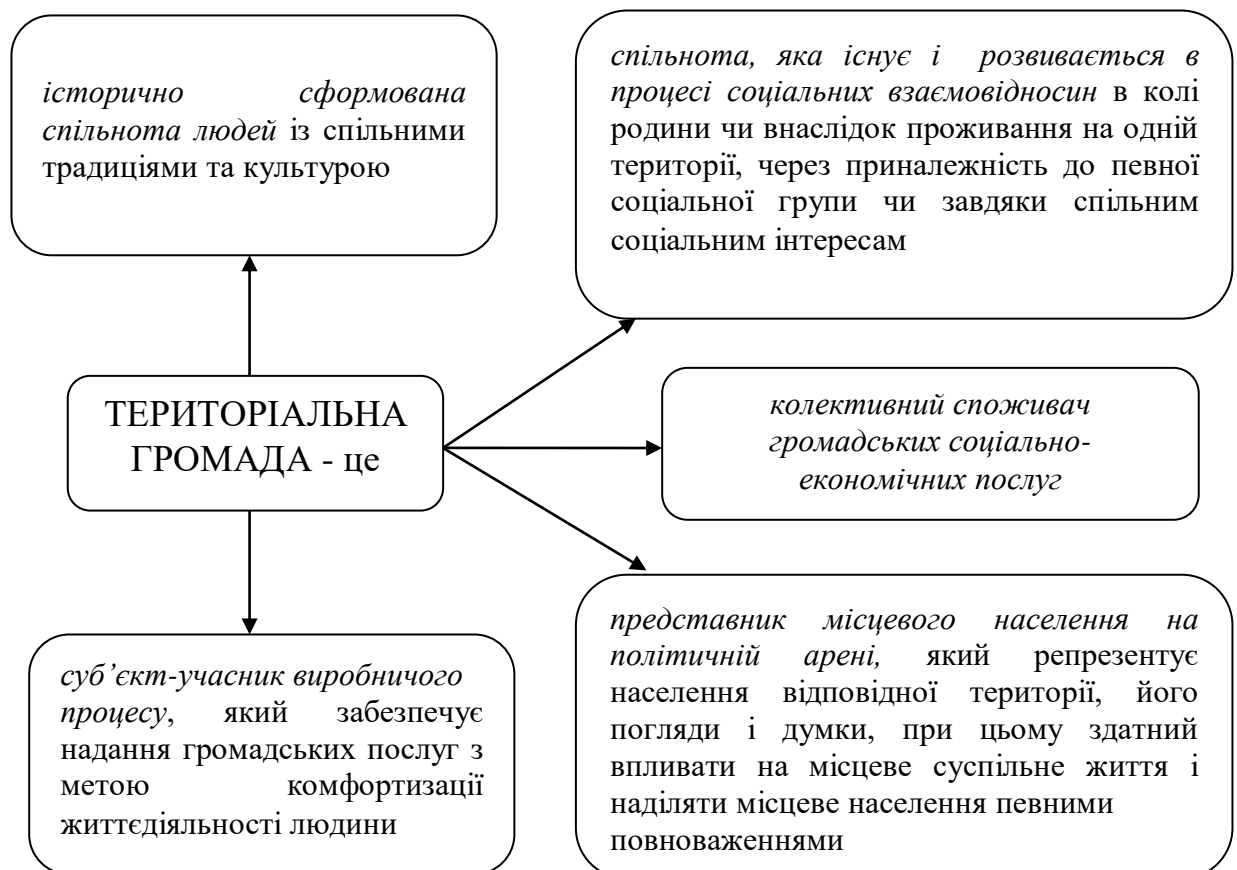 історично сформована
спільнота людей із спільними
традиціями та культурою
спільнота, яка існує і розвивається в
процесі соціальних взаємовідносин в колі
родини чи внаслідок проживання на одній
території, через приналежність до певної
соціальної групи чи завдяки спільним
соціальним інтересам
ТЕРИТОРІАЛЬНА
ГРОМАДА - це
колективний споживач
громадських соціально-
економічних послуг
суб’єкт-учасник виробничого
процесу, який забезпечує
надання громадських послуг з
метою комфортизації
життєдіяльності людини
представник місцевого населення на
політичній арені, який репрезентує
населення відповідної території, його
погляди і думки, при цьому здатний
впливати на місцеве суспільне життя і
наділяти місцеве населення певними
повноваженнями